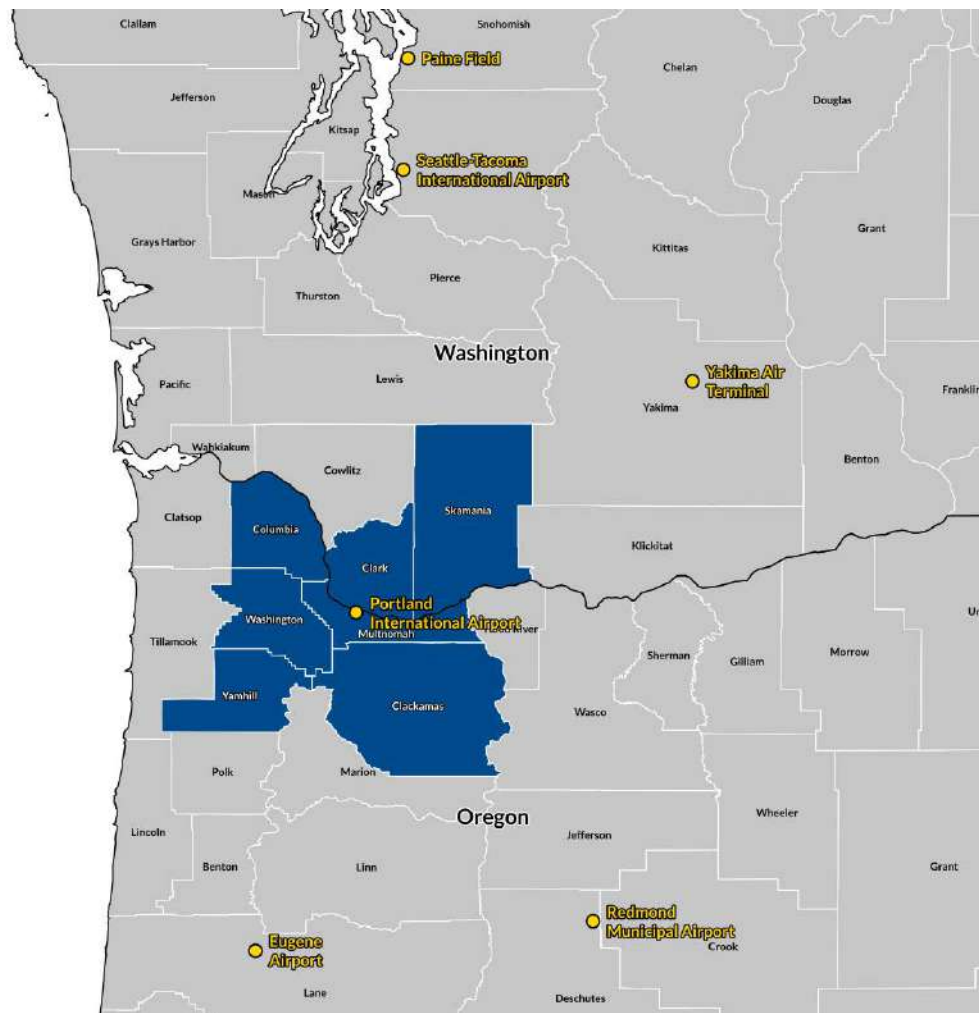 Clallam
Snohomish
Paine Field
Chelan
Jefferson
Douglas
Kitsap
Seattle-Tacoma
International Airport
Mason
Grays Harbor
Grant
Kittitas
Pierce
Thurston
Washington
Lewis
Pacific
Yakima Air
Terminal
Yakima
Franklin
Wahkiakum
Benton
Cowlitz
Clatsop
Skamania
Columbia
Klickitat
Clark
Portland
International Airport
Washington
Multnomah
Hood River
Tillamook
Sherman
Gilliam
Morrow
Yamhill
Clackamas
Wasco
Polk
Marion
Oregon
Wheeler
Lincoln
Jefferson
Benton
Linn
Grant
Redmond
Municipal Airport
Eugene
Airport
Crook
Lane
Deschutes